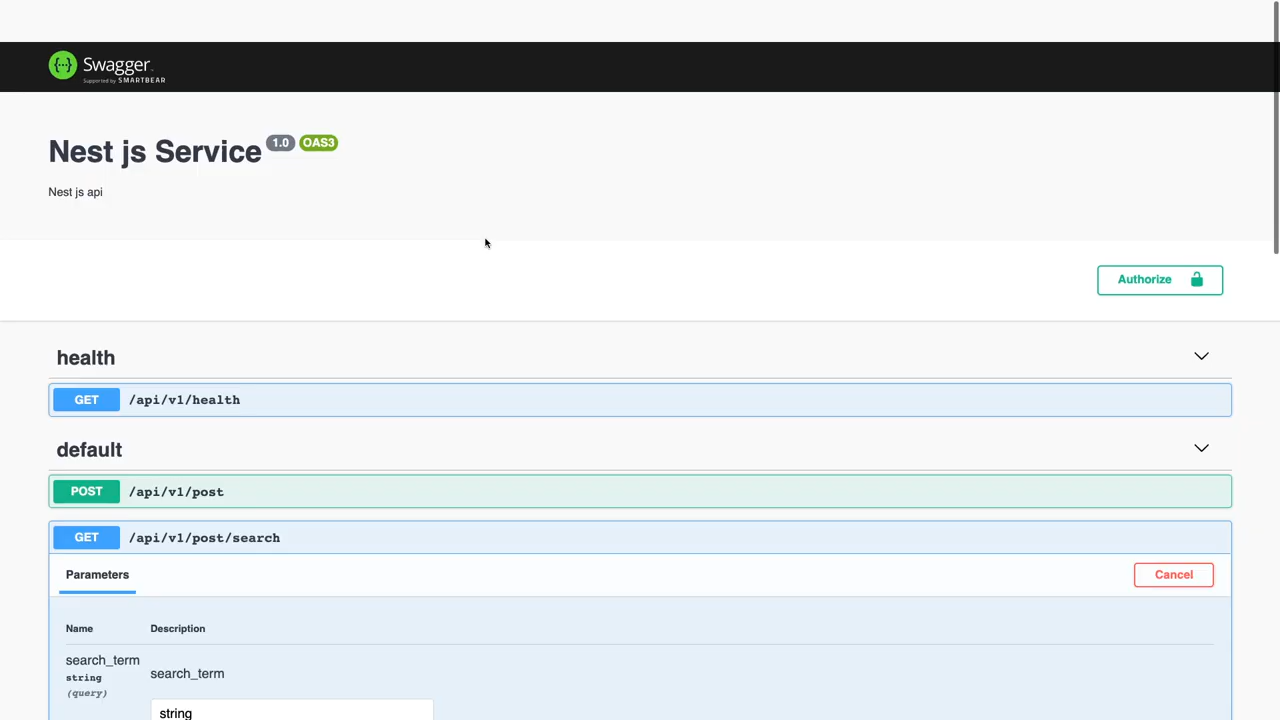 Swagger
Supported by SMARTBEAR
Nest js Service 1.0 OAS3
Nest js api
Authorize
health
GET /api/v1/health
default
POST /api/v1/post
GET /api/v1/post/search
Parameters
Cancel
Name Description
search_term
string
(query)
search_term
string